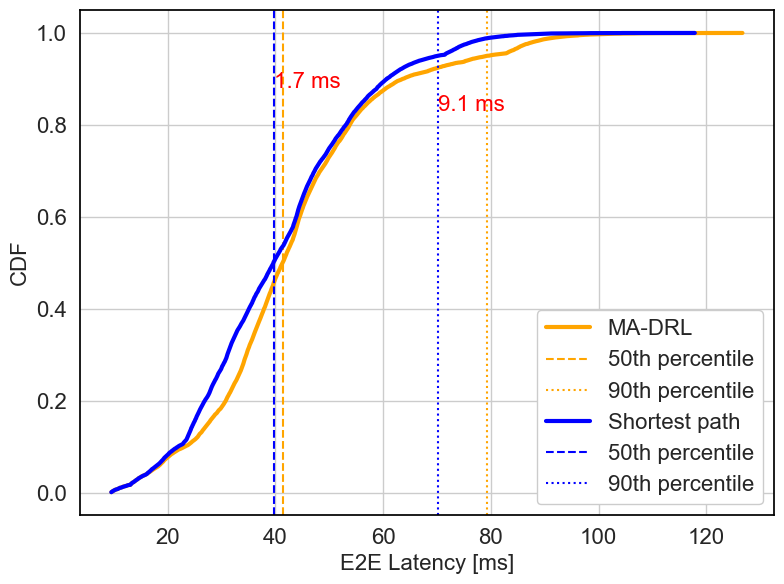 1.0
0.8
0.6
0.4
0.2
0.0
CDF
1.7 ms
9.1 ms
MA-DRL
50th percentile
90th percentile
Shortest path
50th percentile
90th percentile
20
40
60
80
100
120
E2E Latency [ms]